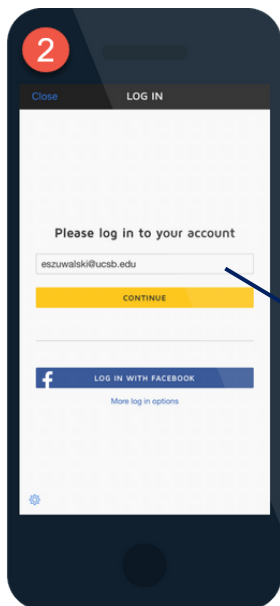 2
Close LOG IN
Please log in to your account
eszuwalski@ucsb.edu
CONTINUE
f LOG IN WITH FACEBOOK
More log in options